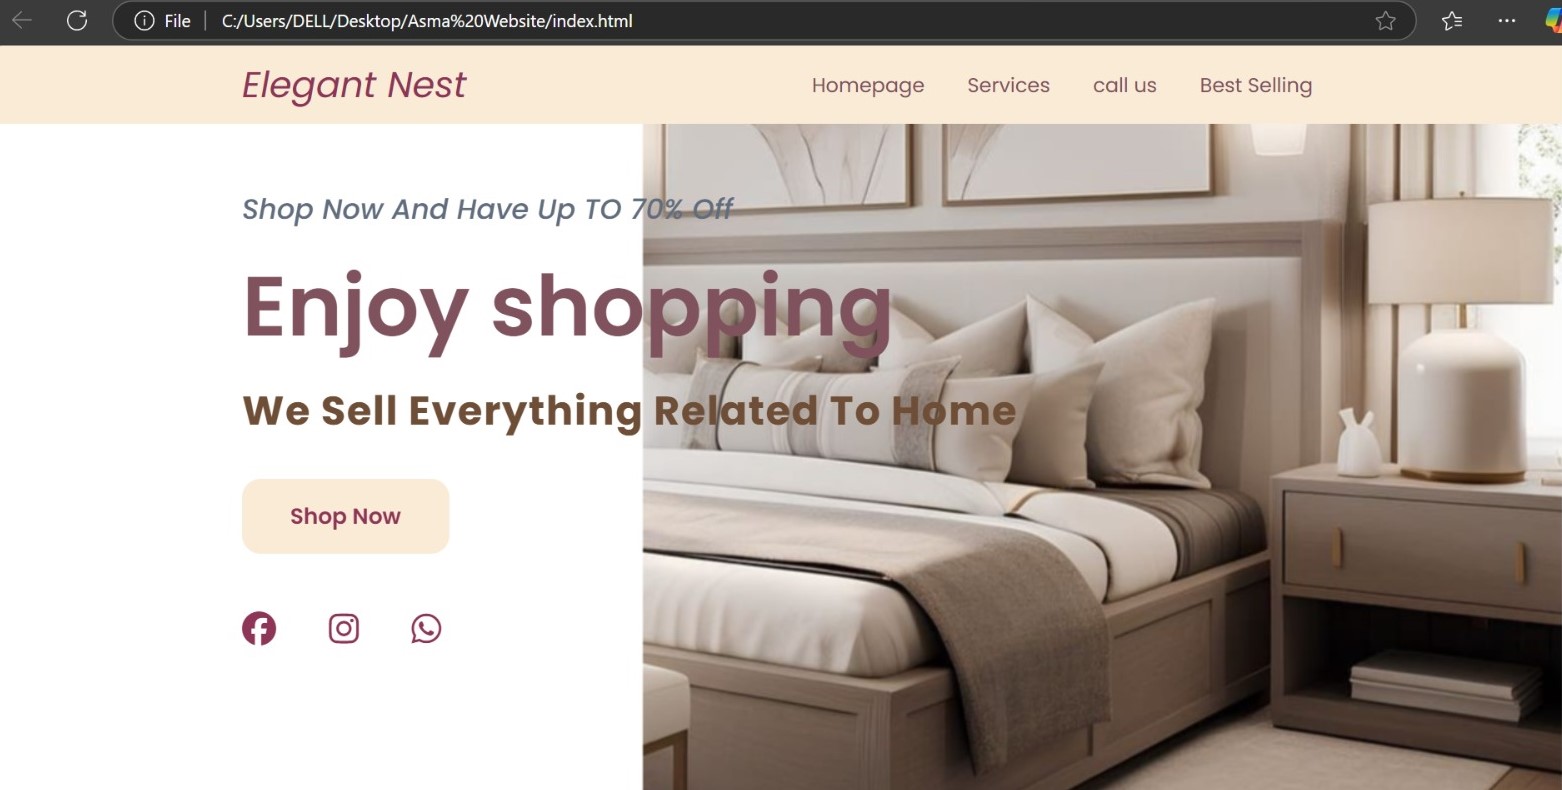 File
C:/Users/DELL/Desktop/Asma%20Website/index.html
Elegant Nest
Homepage Services call us Best Selling
Shop Now And Have Up TO 70% Off
Enjoy shopping
We Sell Everything Related To Home
Shop Now